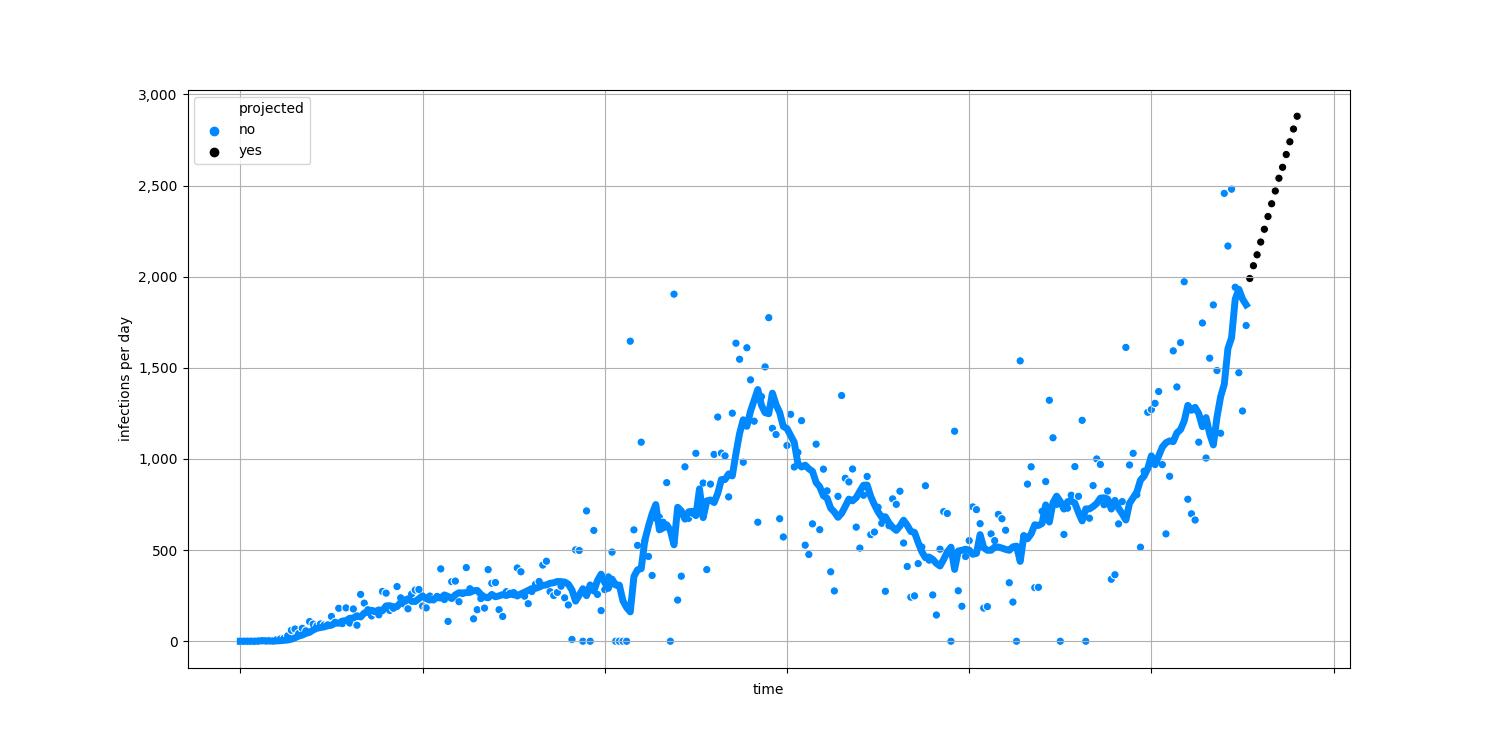 3,000
projected
no
yes
2,500
2,000
1,500
1,000
500
0
infections per day
time